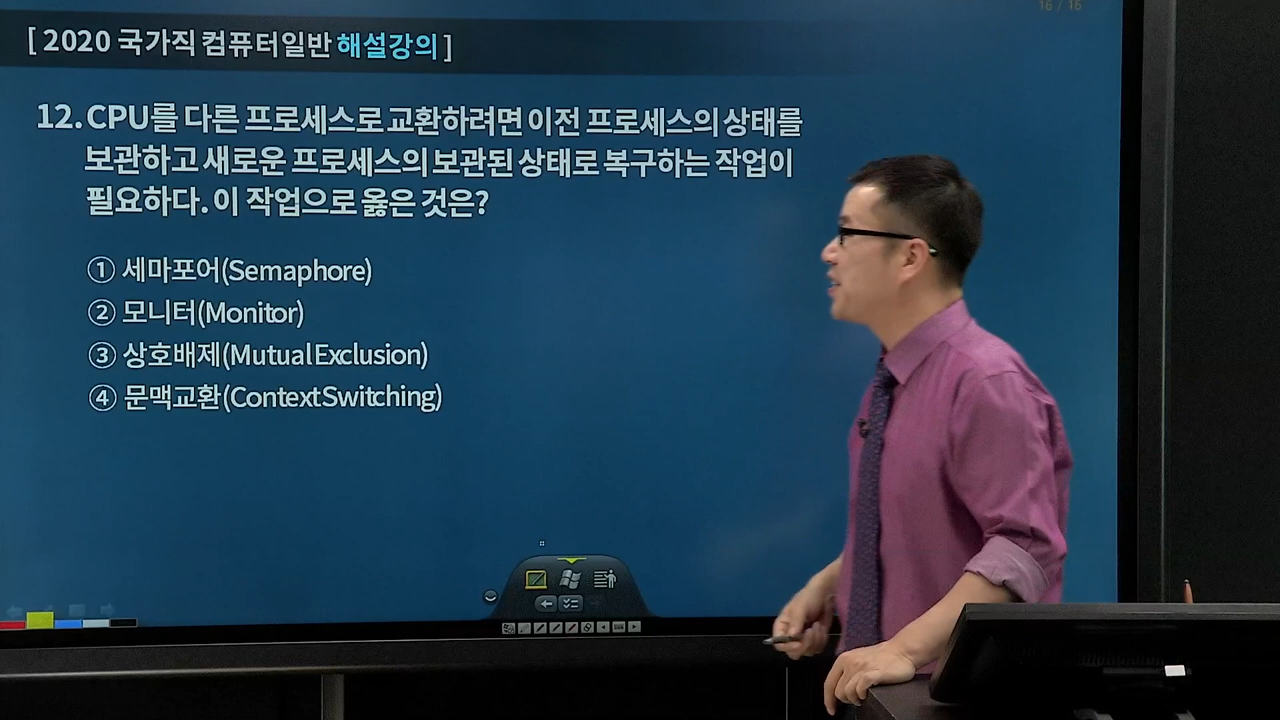 16 / 16
[ 2020 국가직 컴퓨터일반 해설강의 ]
12. CPU를 다른 프로세스로 교환하려면 이전 프로세스의 상태를
보관하고 새로운 프로세스의 보관된 상태로 복구하는 작업이
필요하다. 이 작업으로 옳은 것은?
① 세마포어(Semaphore)
② 모니터(Monitor)
③ 상호배제(Mutual Exclusion)
④ 문맥교환(Context Switching)